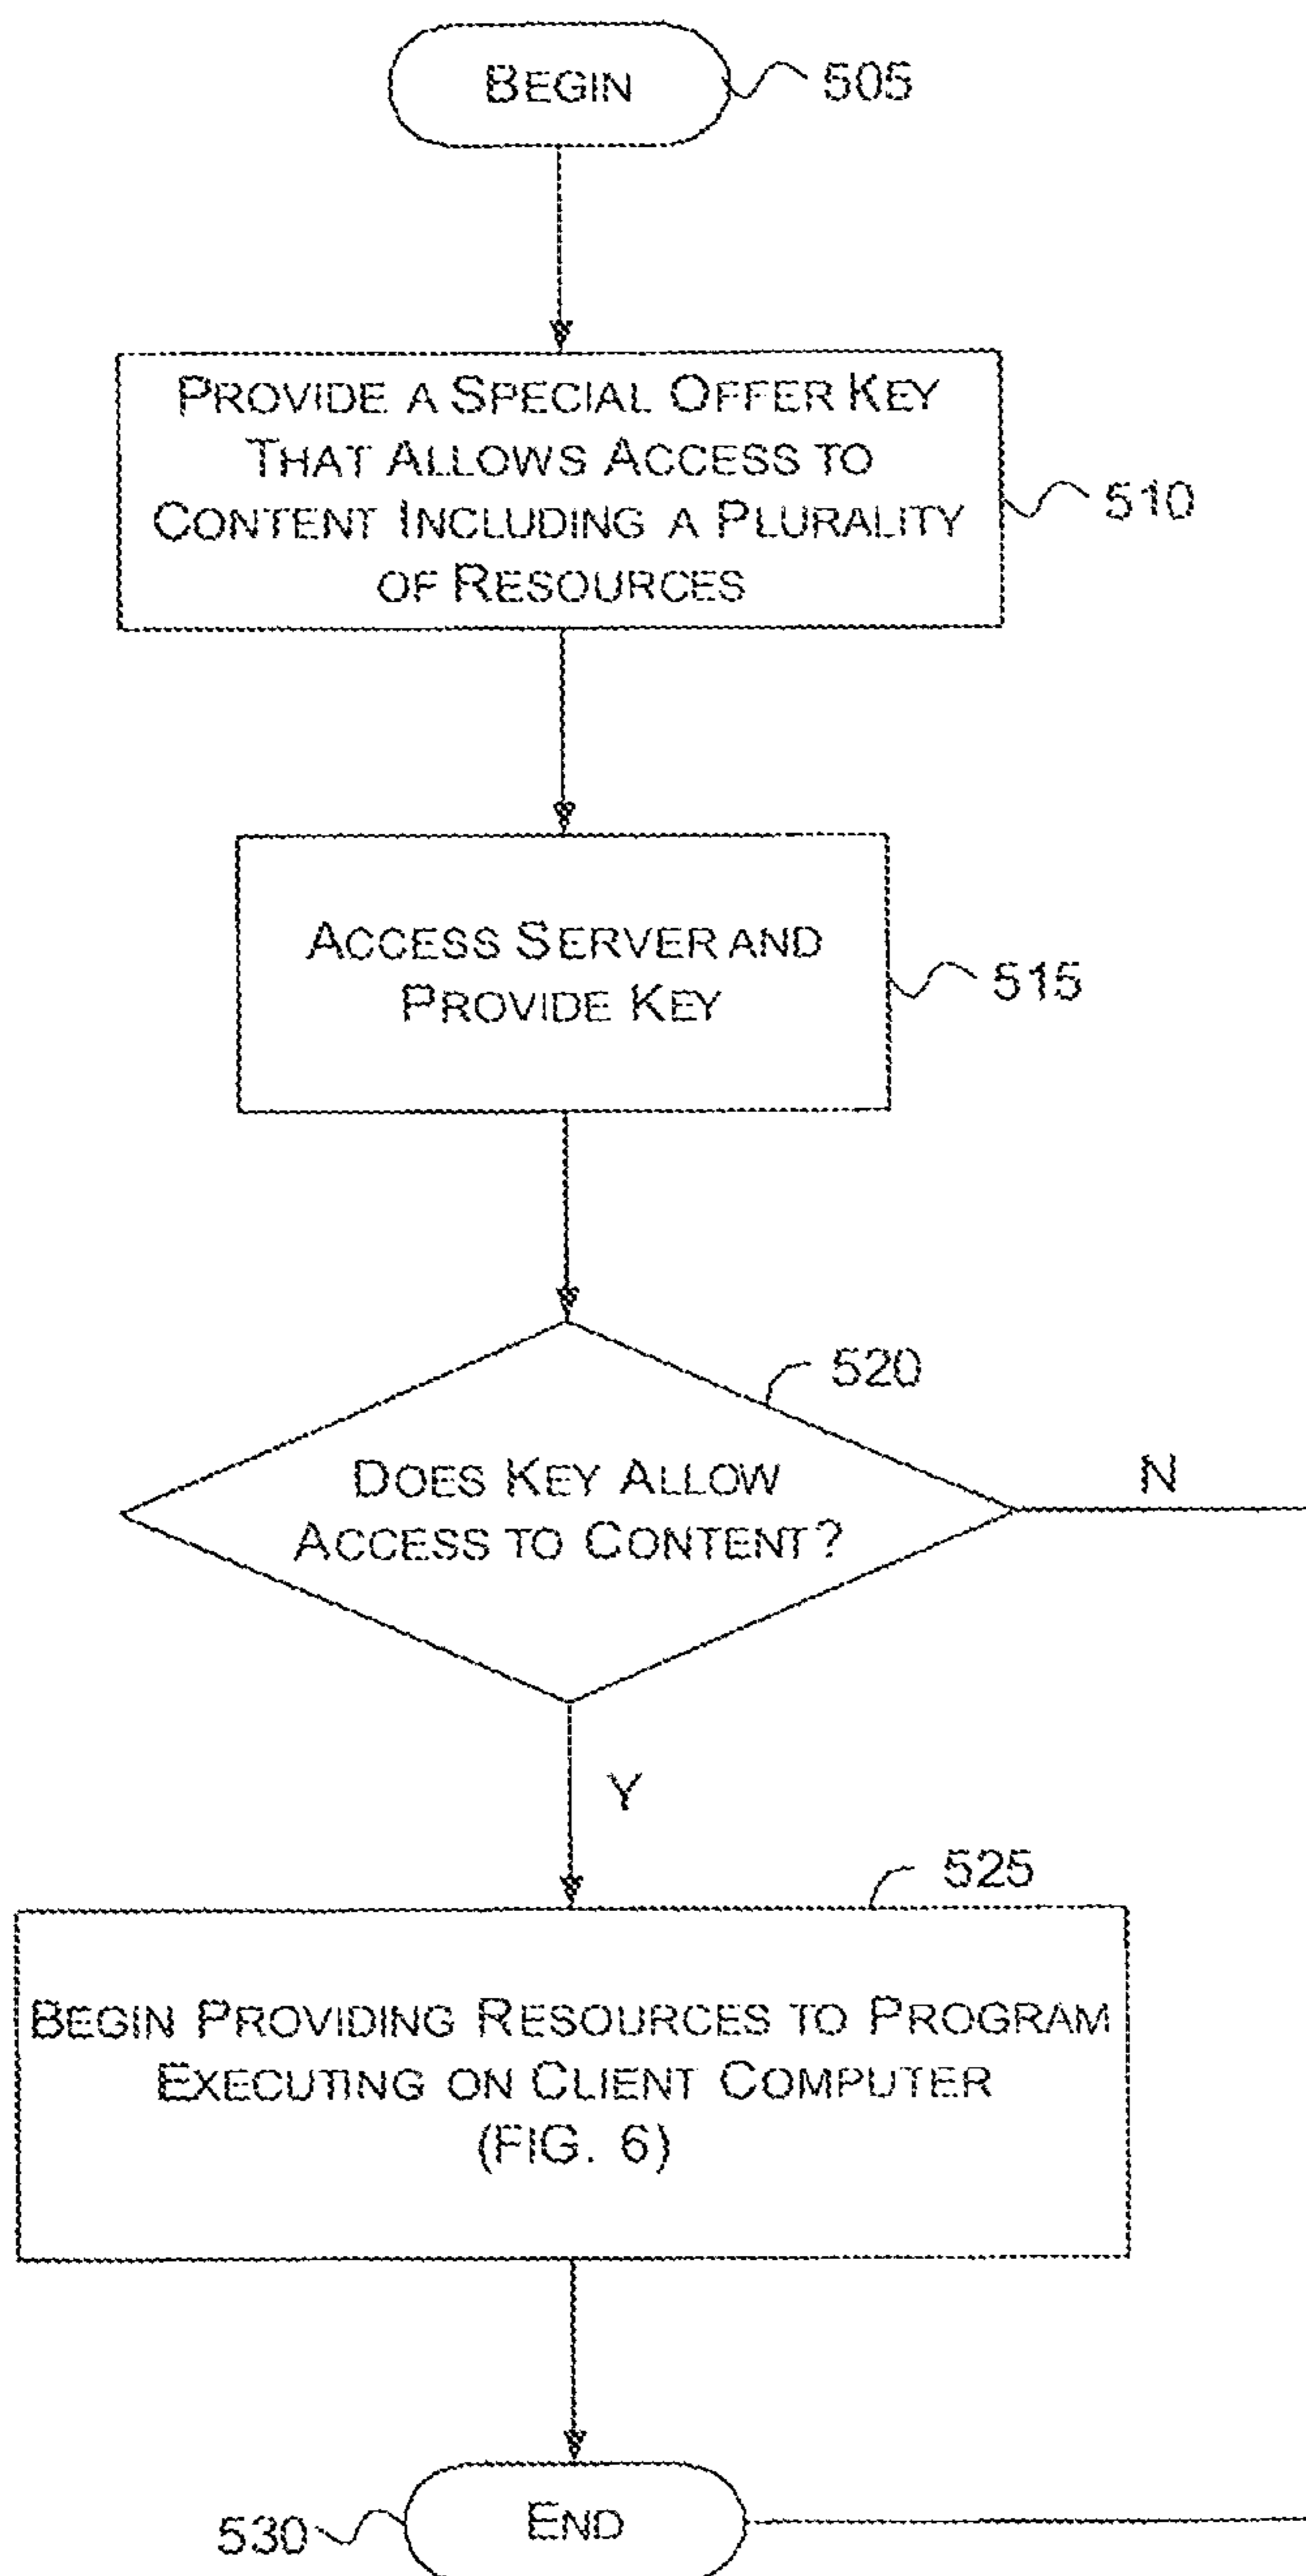 BEGIN
505
PROVIDE A SPECIAL OFFER KEY
THAT ALLOWS ACCESS TO
CONTENT INCLUDING A PLURALITY
OF RESOURCES
510
ACCESS SERVER AND
PROVIDE KEY
515
520
DOES KEY ALLOW
ACCESS TO CONTENT?
N
Y
525
BEGIN PROVIDING RESOURCES TO PROGRAM
EXECUTING ON CLIENT COMPUTER
(FIG. 6)
530
END